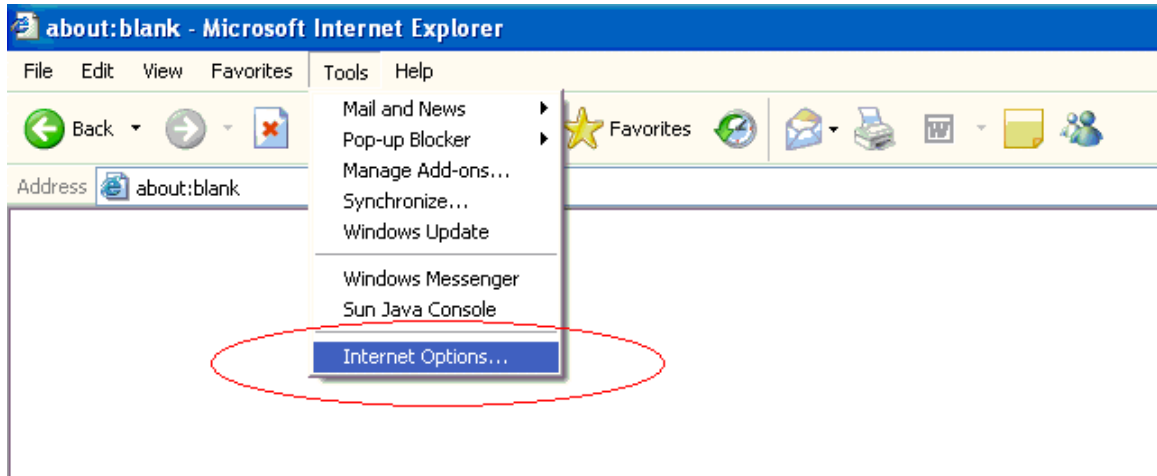 about:blank - Microsoft Internet Explorer
File Edit View Favorites Tools Help
Back Favorites W
Address about:blank
Mail and News
Pop-up Blocker
Manage Add-ons...
Synchronize...
Windows Update
Windows Messenger
Sun Java Console
Internet Options...